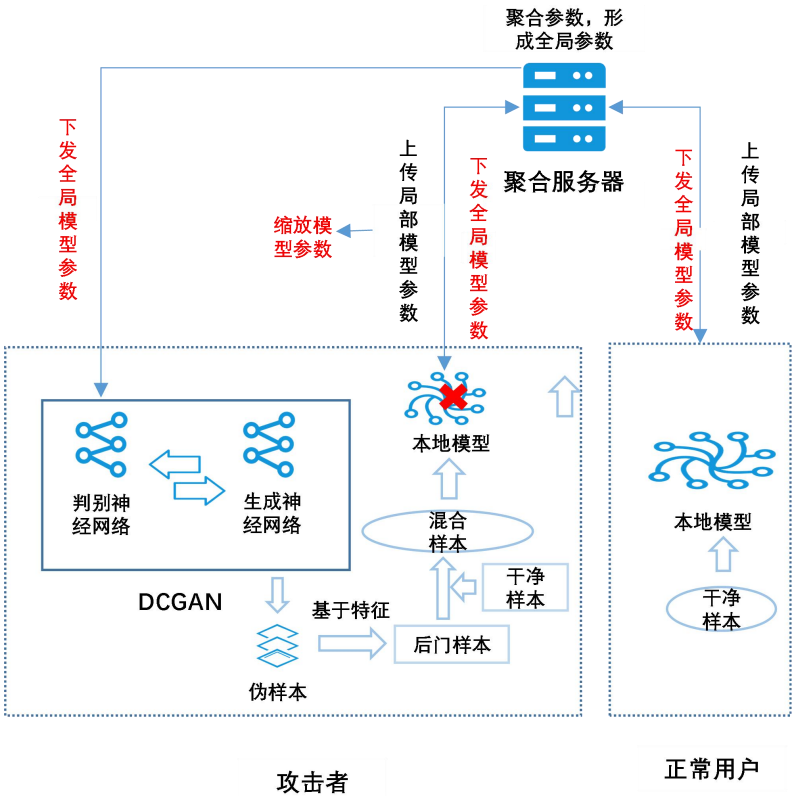 聚合参数，形
成全局参数
聚合服务器
下发全局模型参数
缩放模
型参数
上传局部模型参数
下发全局模型参数
下发全局模型参数
上传局部模型参数
判别神
经网络
生成神
经网络
DCGAN
伪样本
基于特征
后门样本
干净
样本
混合
样本
本地模型
本地模型
干净
样本
攻击者
正常用户